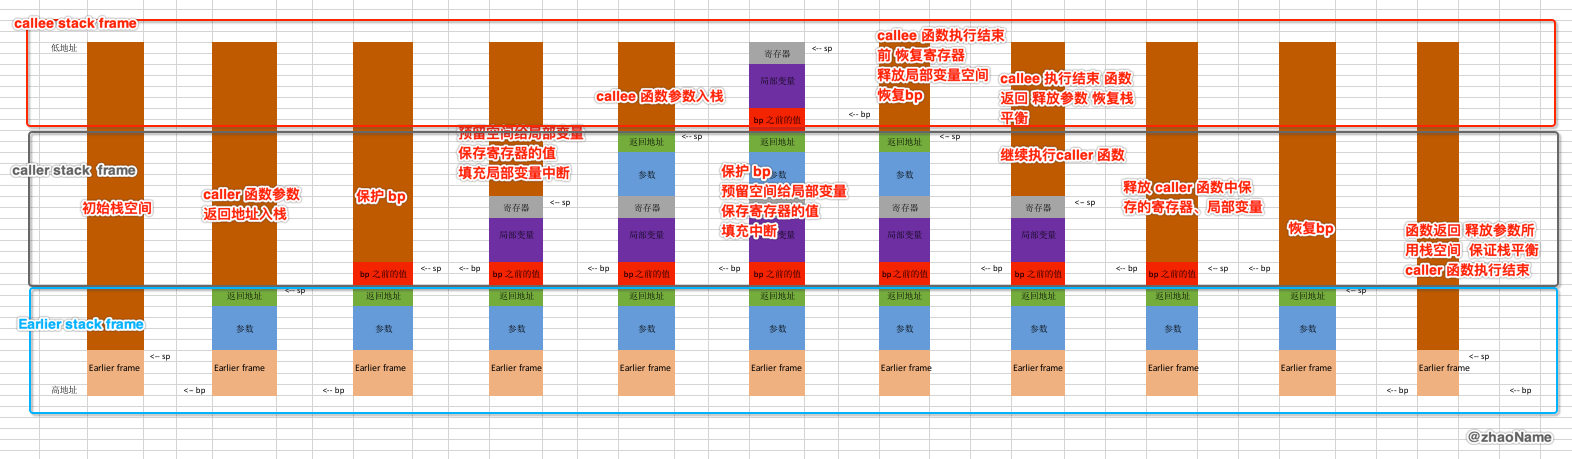 callee stack frame
低地址
寄存器
<-- sp
局部变量
bp 之前的值
<-- bp
callee 函数参数入栈
callee 函数执行结束
前 恢复寄存器
释放局部变量空间
恢复bp
callee 执行结束 函数
返回 释放参数 恢复栈
平衡
caller stack frame
初始栈空间
caller 函数参数
返回地址入栈
保护 bp
预留空间给局部变量
保存寄存器的值
填充局部变量中断
返回地址
<-- sp
返回地址
返回地址
<-- sp
参数
参数
参数
保护 bp
预留空间给局部变量
保存寄存器的值
填充中断
继续执行caller 函数
释放 caller 函数中保
存的寄存器、局部变量
恢复bp
函数返回 释放参数所
用栈空间 保证栈平衡
caller 函数执行结束
寄存器
<-- sp
寄存器
寄存器
寄存器
寄存器
<-- sp
局部变量
局部变量
局部变量
局部变量
局部变量
bp 之前的值
<-- sp
<-- bp
bp 之前的值
<-- bp
bp 之前的值
<-- bp
bp 之前的值
bp 之前的值
<-- bp
bp 之前的值
<-- bp
bp 之前的值
<-- sp
<-- bp
Earlier stack frame
返回地址
<-- sp
返回地址
返回地址
返回地址
返回地址
返回地址
返回地址
返回地址
返回地址
<-- sp
参数
参数
参数
参数
参数
参数
参数
参数
参数
<-- sp
<-- sp
Earlier frame
Earlier frame
Earlier frame
Earlier frame
Earlier frame
Earlier frame
Earlier frame
Earlier frame
Earlier frame
Earlier frame
Earlier frame
高地址
<-- bp
<-- bp
<-- bp
<-- bp
@zhaoName